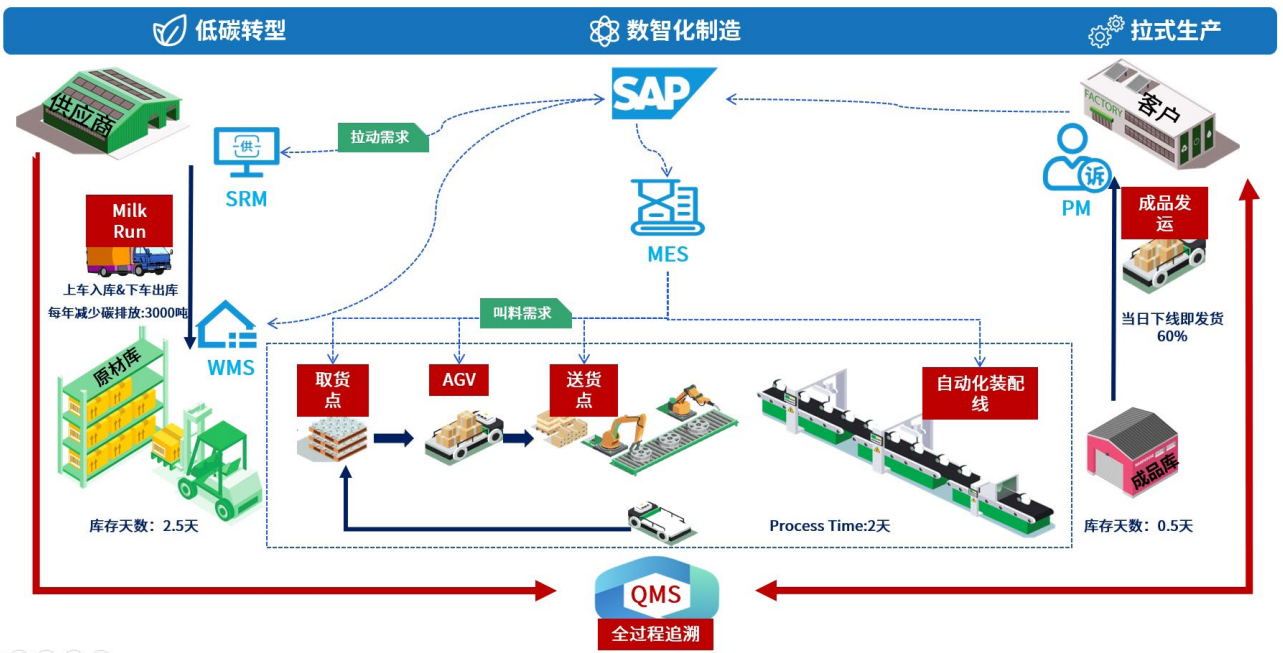 低碳转型
数智化制造
拉式生产
供应商
SAP
FACTORY
客户
供
SRM
拉动需求
诉
PM
MES
Milk
Run
上车入库&下车出库
每年减少碳排放:3000吨
成品发
运
当日下线即发货
60%
WMS
叫料需求
原材库
取货
点
AGV
送货
点
自动化装配
线
成品库
库存天数：2.5天
Process Time:2天
库存天数：0.5天
QMS
全过程追溯